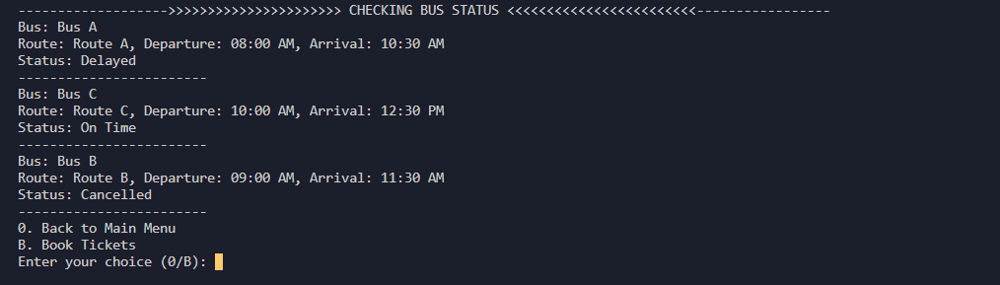 ------------------->>>>>>>>>>>>>>>>>>>>>> CHECKING BUS STATUS <<<<<<<<<<<<<<<<<<<<<<<<-----------------
Bus: Bus A
Route: Route A, Departure: 08:00 AM, Arrival: 10:30 AM
Status: Delayed
------------------------
Bus: Bus C
Route: Route C, Departure: 10:00 AM, Arrival: 12:30 PM
Status: On Time
------------------------
Bus: Bus B
Route: Route B, Departure: 09:00 AM, Arrival: 11:30 AM
Status: Cancelled
------------------------
0. Back to Main Menu
B. Book Tickets
Enter your choice (0/B):